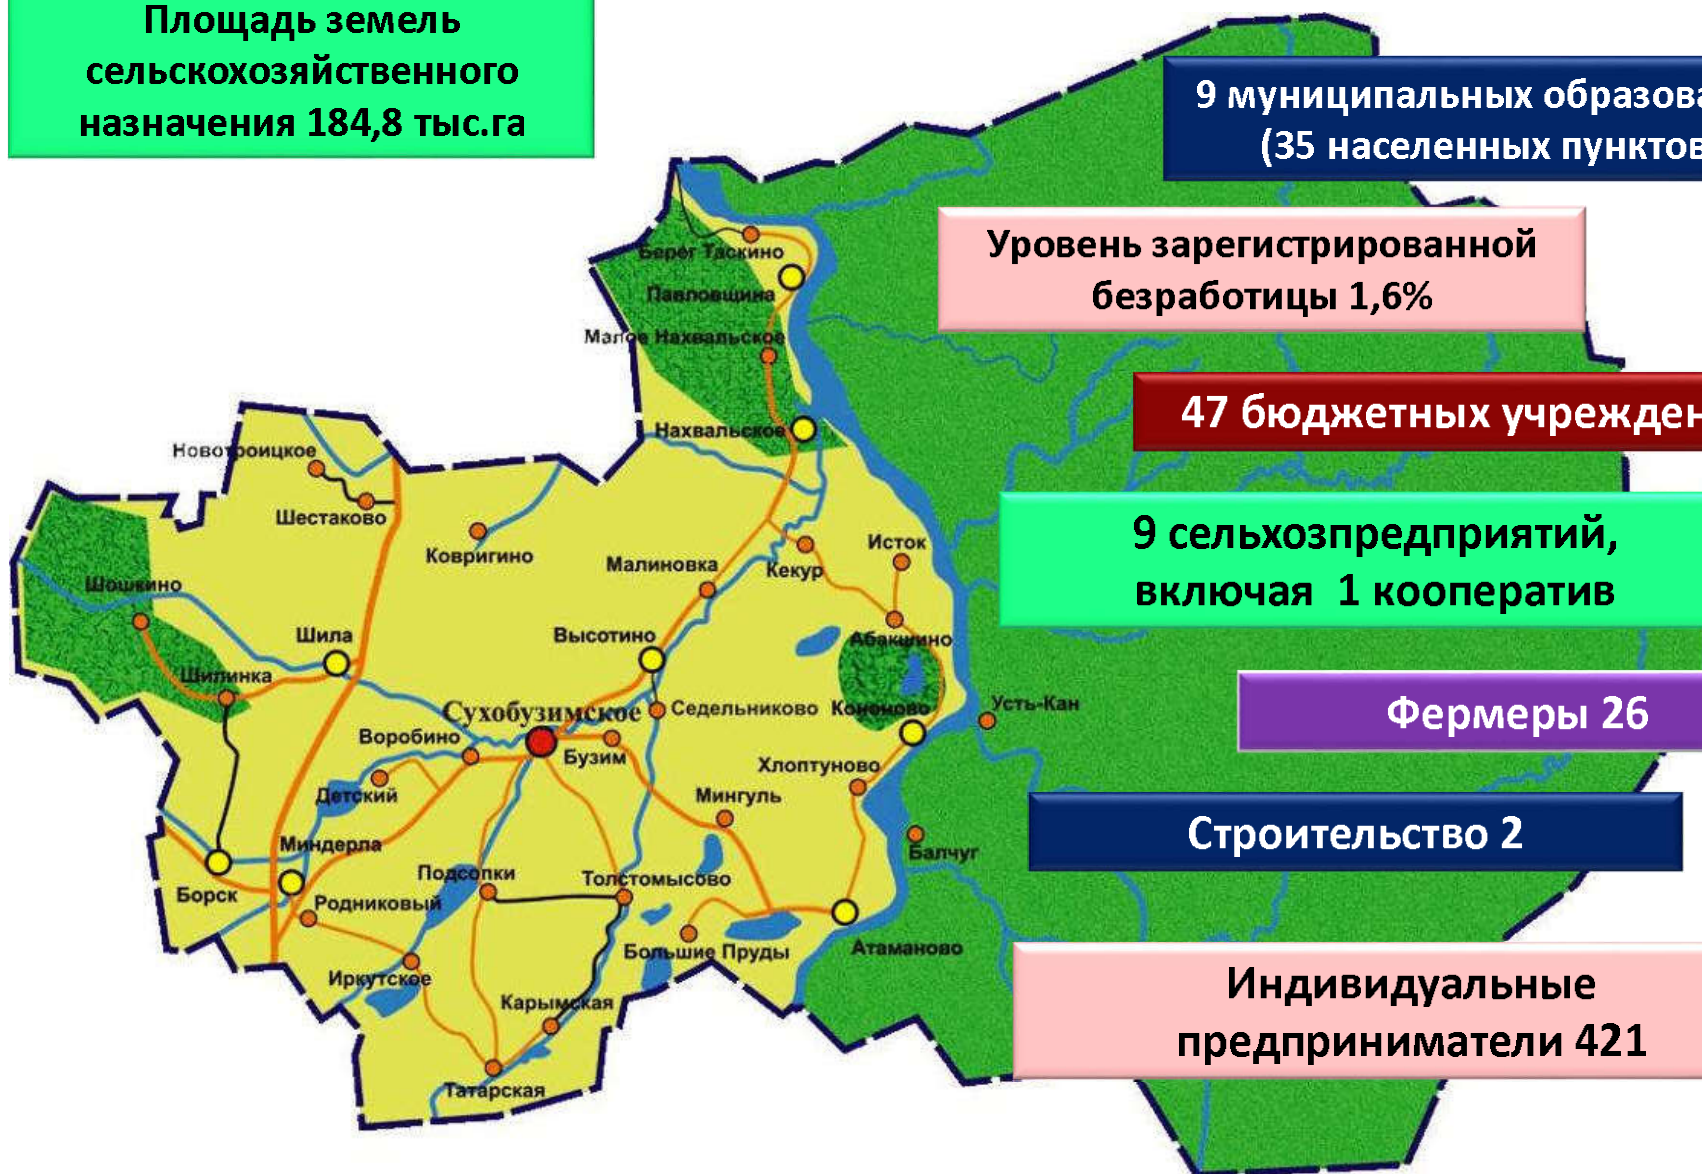 Площадь земель
сельскохозяйственного
назначения 184,8 тыс.га
9 муниципальных образова
(35 населенных пунктов
Уровень зарегистрированной
безработицы 1,6%
47 бюджетных учрежден
9 сельхозпредприятий,
включая 1 кооператив
Фермеры 26
Строительство 2
Индивидуальные
предприниматели 421
Берег Таскино
Павловщина
Малое Нахвальское
Нахвальское
Новотроицкое
Шестаково
Ковригино
Малиновка
Кекур
Исток
Шошкино
Шила
Высотино
Абакшино
Шилинка
Сухобузимское
Седельниково
Кононово
Усть-Кан
Воробино
Бузим
Хлоптуново
Детский
Мингуль
Миндерла
Балчуг
Борск
Родниковый
Подсопки
Толстомысово
Большие Пруды
Атаманово
Иркутское
Карымская
Татарская